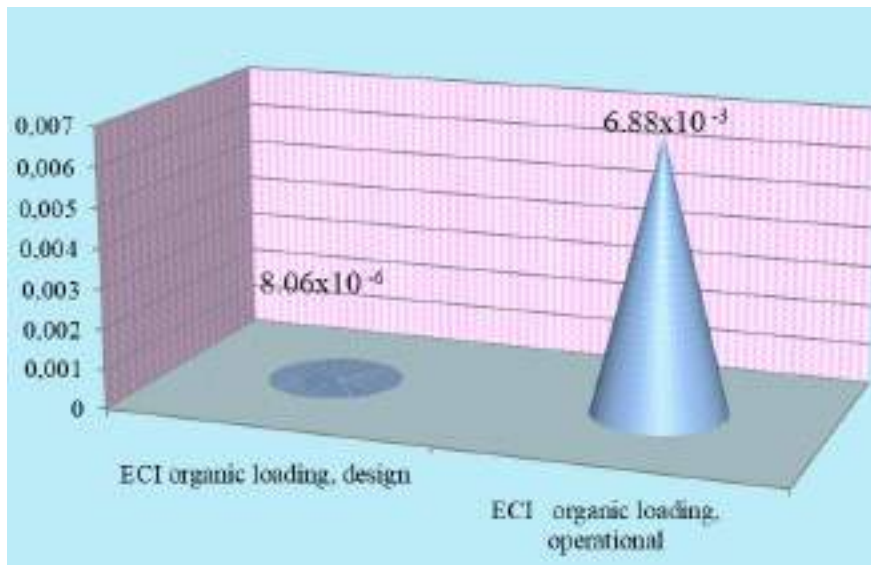 0.007
0.006
0.005
0.004
0.003
0.002
0.001
0
6.88x10 -3
8.06x10 -6
ECI organic loading, design
ECI organic loading,
operational